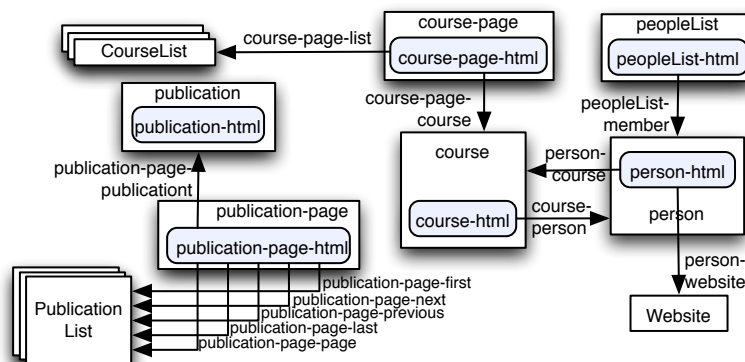 course-page
peopleList
course-page-list
CourseList
course-page-html
peopleList-html
publication
course-page-
course
peopleList-
member
publication-html
course
person-
course
person-html
publication-page-
publicationt
publication-page
course-html
course-
person
person
publication-page-html
person-
website
publication-page-first
publication-page-next
Publication
List
publication-page-previous
Website
publication-page-last
publication-page-page